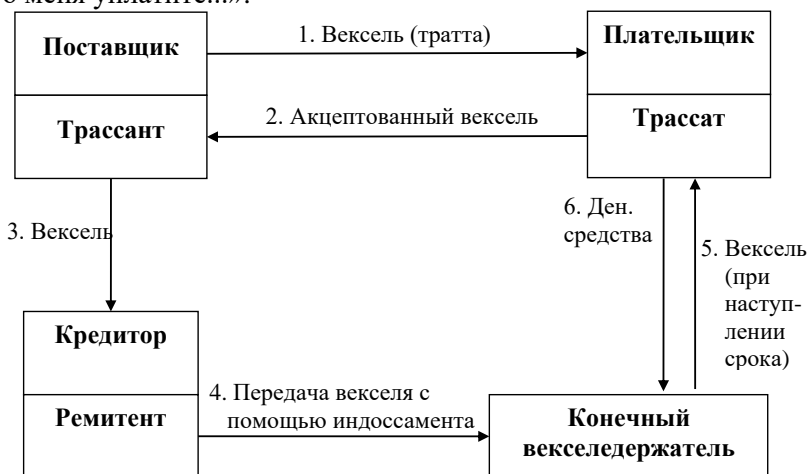 о меня уплатите...».
Поставщик
1. Вексель (тратта)
Плательщик
Трассант
2. Акцептованный вексель
Трассат
3. Вексель
6. Ден.
средства
5. Вексель
(при
наступ-
лении
срока)
Кредитор
Ремитент
4. Передача векселя с
помощью индоссамента
Конечный
векселедержатель